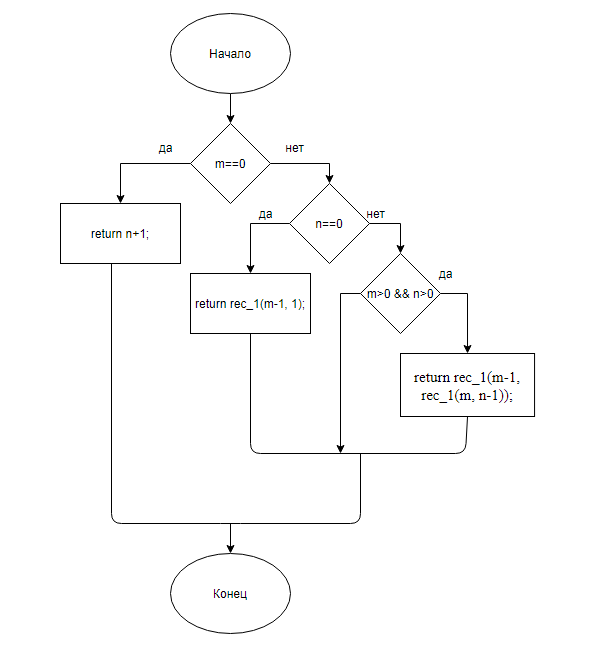 Начало
да
нет
m==0
да
нет
return n+1;
n==0
да
m>0 && n>0
return rec_1(m-1, 1);
return rec_1(m-1,
rec_1(m, n-1));
Конец